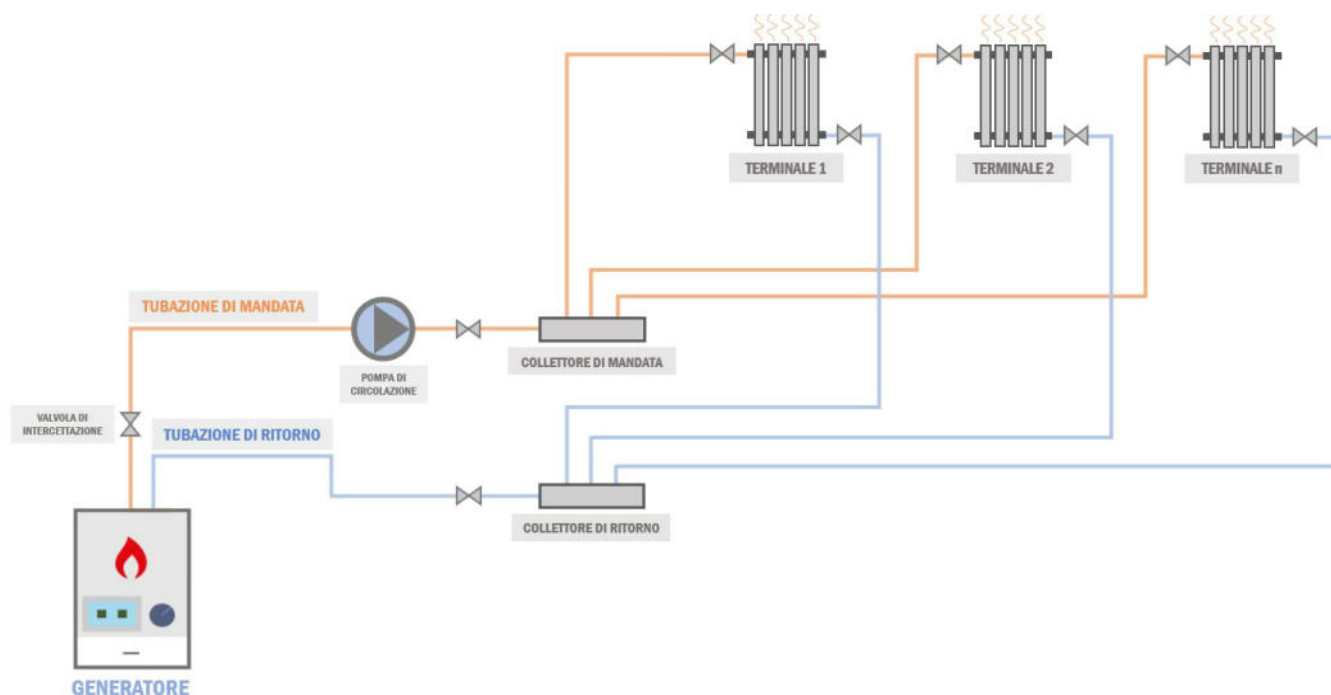 TERMINALE 1
TERMINALE 2
TERMINALE n
TUBAZIONE DI MANDATA
COLLETTORE DI MANDATA
POMPA DI
CIRCOLAZIONE
VALVOLA DI
INTERCETTAZIONE
TUBAZIONE DI RITORNO
COLLETTORE DI RITORNO
GENERATORE